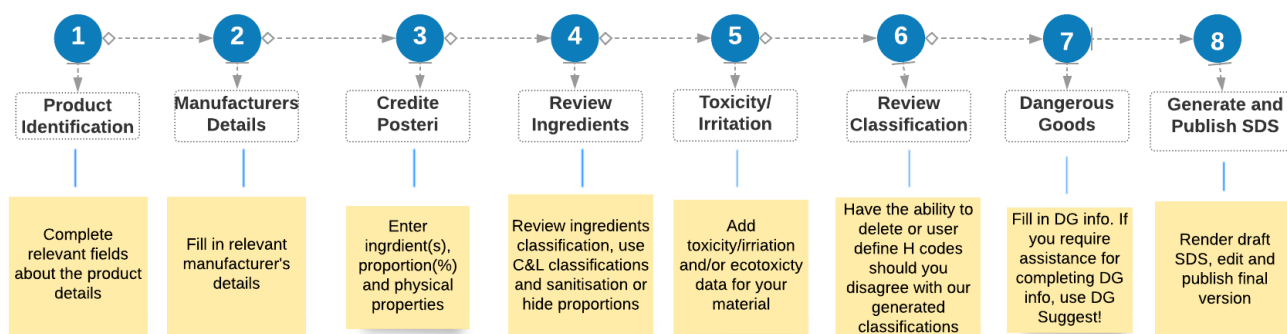 1
2
3
4
5
6
7
8
Product
Identification
Manufacturers
Details
Credite
Posteri
Review
Ingredients
Toxicity/
Irritation
Review
Classification
Dangerous
Goods
Generate and
Publish SDS
Complete
relevant fields
about the product
details
Fill in relevant
manufacturer's
details
Enter
ingrdient(s),
proportion(%)
and physical
properties
Review ingredients
classification, use
C&L classifications
and sanitisation or
hide proportions
Add
toxicity/irriation
and/or ecotoxicty
data for your
material
Have the ability to
delete or user
define H codes
should you
disagree with our
generated
classifications
Fill in DG info. If
you require
assistance for
completing DG
info, use DG
Suggest!
Render draft
SDS, edit and
publish final
version